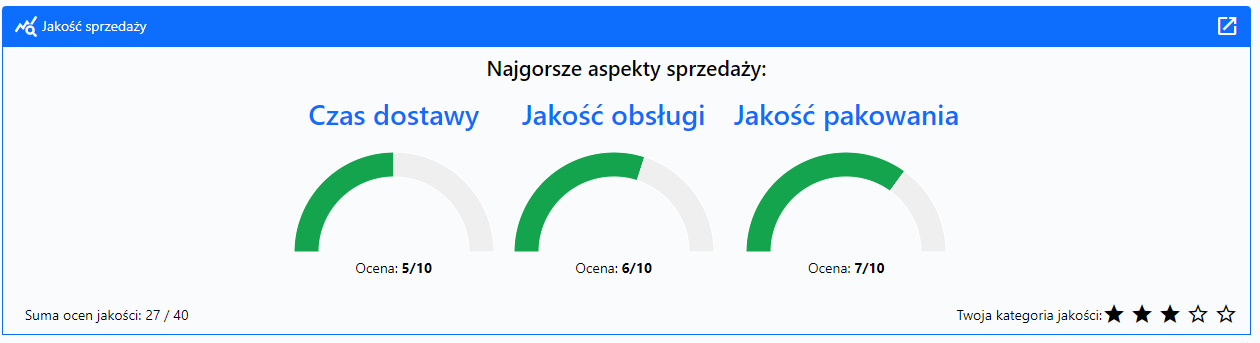 Jakość sprzedaży
Najgorsze aspekty sprzedaży:
Czas dostawy
Jakość obsługi
Jakość pakowania
Ocena: 5/10
Ocena: 6/10
Ocena: 7/10
Suma ocen jakości: 27 / 40
Twoja kategoria jakości: